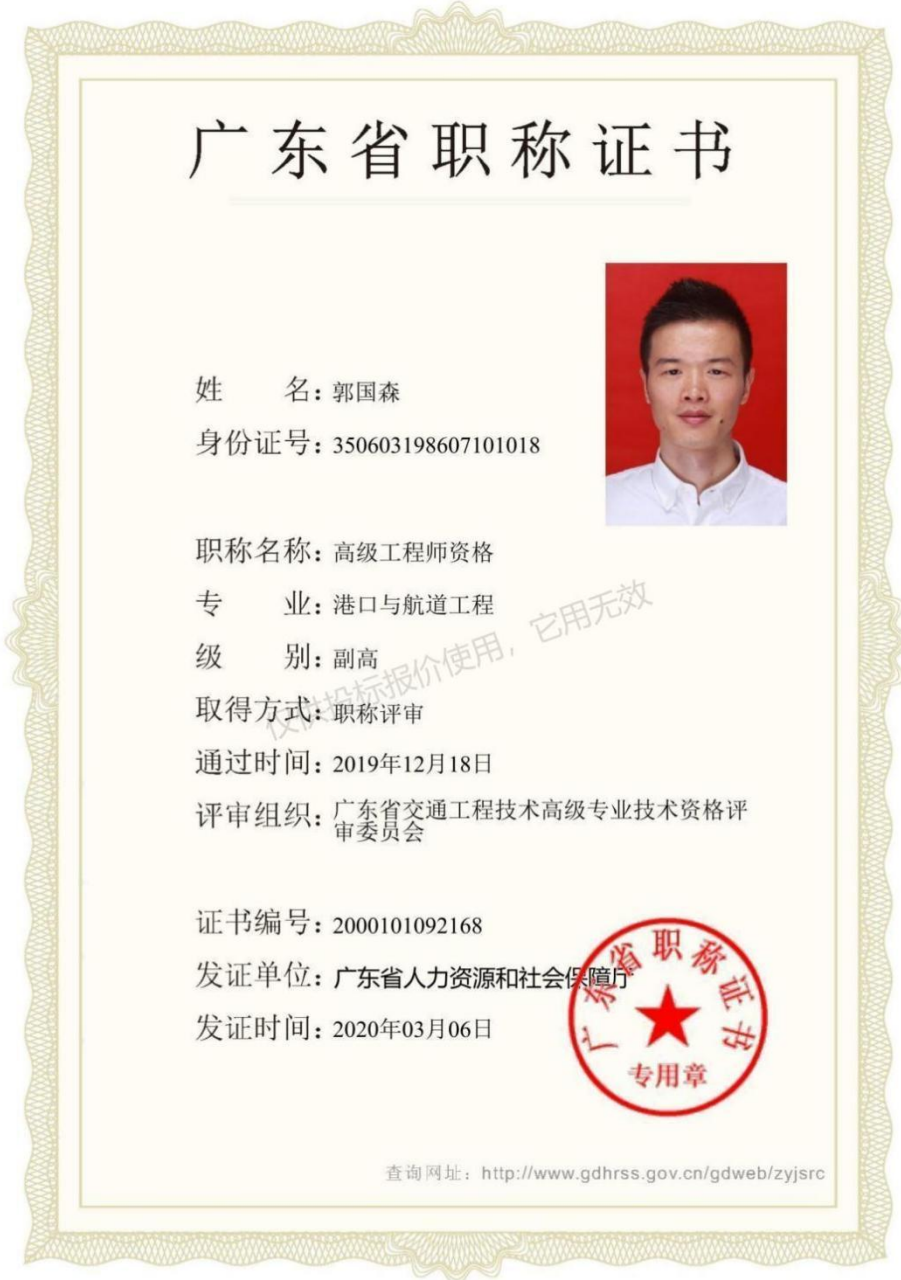 广东省职称证书
姓名：郭国森
身份证号：350603198607101018
职称名称：高级工程师资格
专业：港口与航道工程
级别：副高
取得方式：职称评审
通过时间：2019年12月18日
评审组织：广东省交通工程技术高级专业技术资格评
审委员会
仅供投标报价使用，它用无效
证书编号：2000101092168
发证单位：广东省人力资源和社会保障厅
发证时间：2020年03月06日
广东省职称证书
专用章
查询网址：http://www.gdhrss.gov.cn/gdweb/zyjsrc